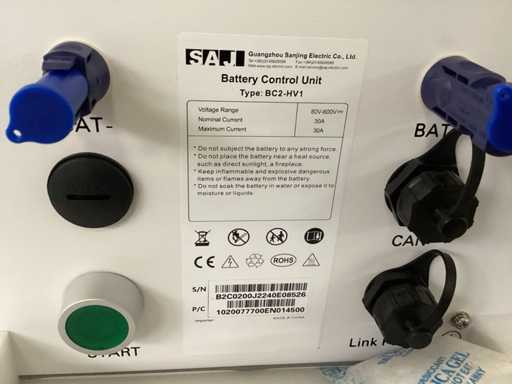 SAJ
Guangzhou Sanjing Electric Co., Ltd.
Battery Control Unit
Type: BC2-HV1
Voltage Range 80V-600V
Nominal Current 30A
Maximum Current 30A
* Do not subject the battery to any strong force.
* Do not place the battery near a heat source,
such as direct sunlight, a fireplace.
* Keep inflammable and explosive dangerous
items or flames away from the battery.
* Do not soak the battery in water or expose it to
moisture or liquids.
BAT-
BAT
CAN
CE
ROHS
S/N
B2C0200J2240E08526
P/C
1020077700EN014500
Importer:
MADE IN CHINA
START
Link